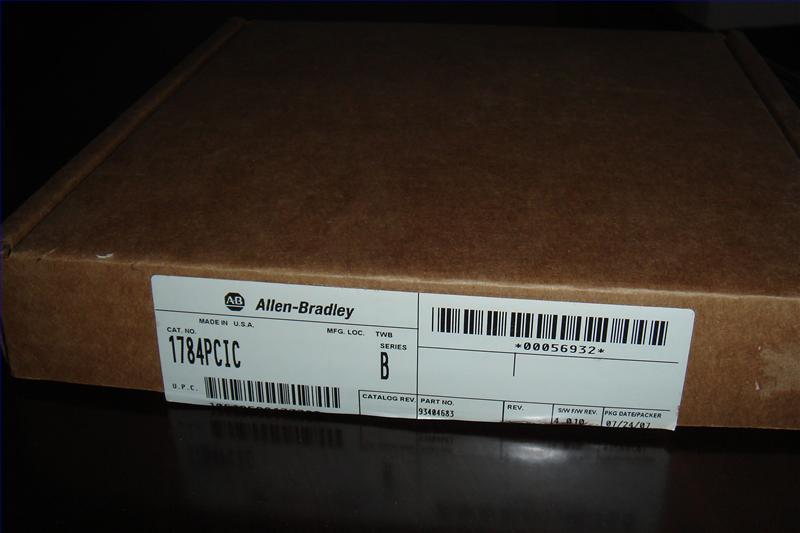 AB Allen-Bradley
MADE IN U.S.A. MFG. LOC. TWB
CAT. NO. SERIES
1784PCIC B
U.P.C.
*00056932*
CATALOG REV. PART NO. REV. S/W F/W REV. PKG DATE/PACKER
93404683 07/24/07